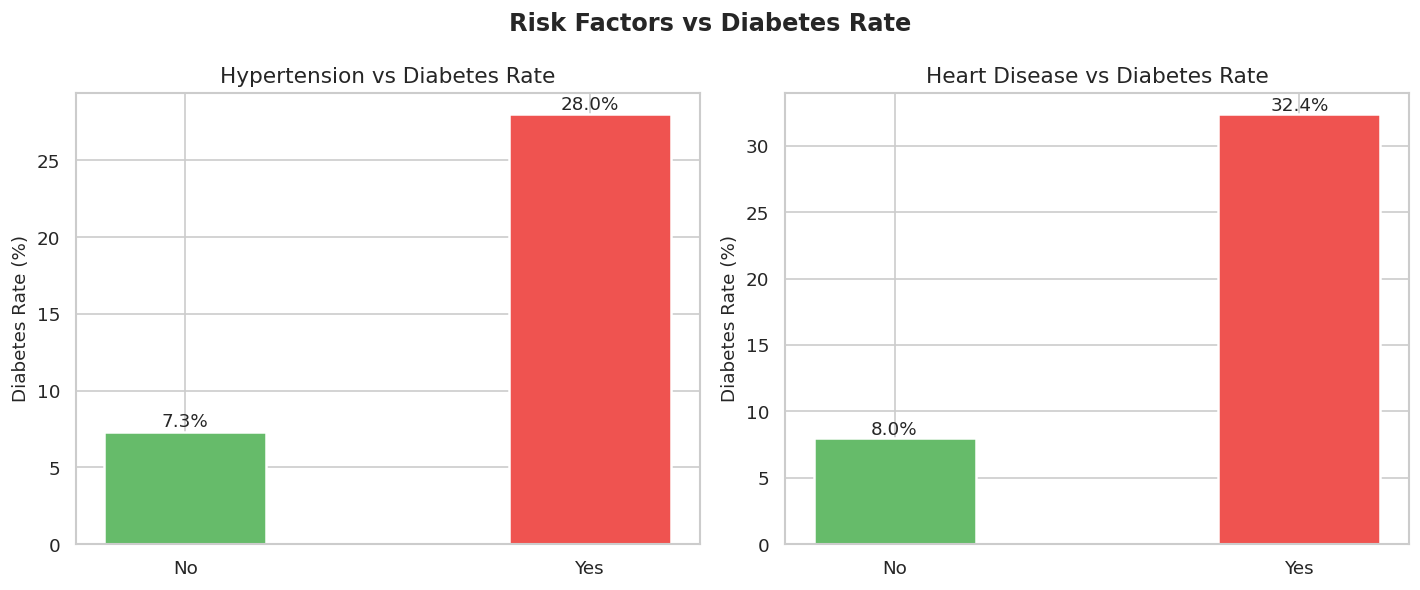 Risk Factors vs Diabetes Rate
Hypertension vs Diabetes Rate
Diabetes Rate (%)
25
20
15
10
5
0
28.0%
7.3%
No
Yes
Heart Disease vs Diabetes Rate
Diabetes Rate (%)
30
25
20
15
10
5
0
32.4%
8.0%
No
Yes